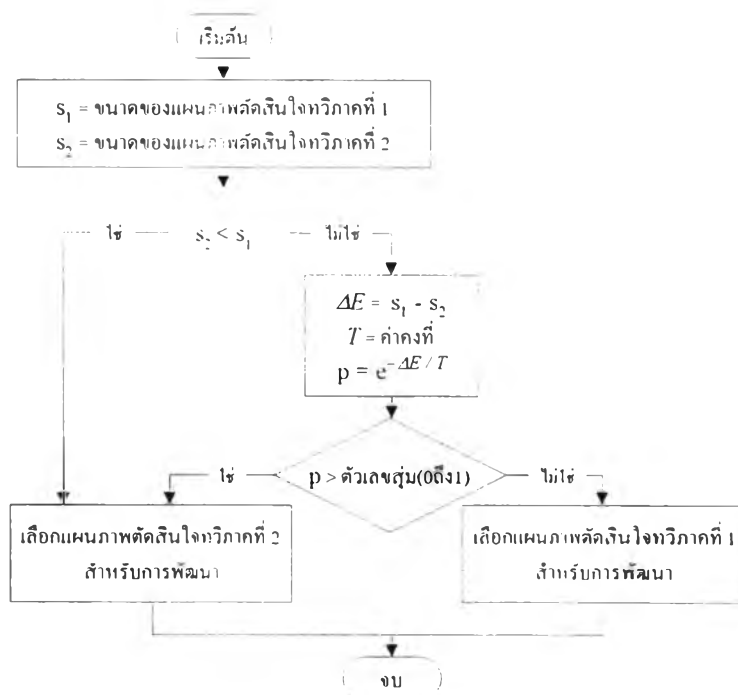 เริ่มต้น
s1 = ขนาดของแผนภาพตัดสินใจทวิภาคที่ 1
s2 = ขนาดของแผนภาพตัดสินใจทวิภาคที่ 2
ใช่
s2 < s1
ไม่ใช่
ΔE = s1 - s2
T = ค่าคงที่
p = e^-ΔE / T
ใช่
p > ตัวเลขสุ่ม(0ถึง1)
ไม่ใช่
เลือกแผนภาพตัดสินใจทวิภาคที่ 2
สำหรับการพัฒนา
เลือกแผนภาพตัดสินใจทวิภาคที่ 1
สำหรับการพัฒนา
จบ